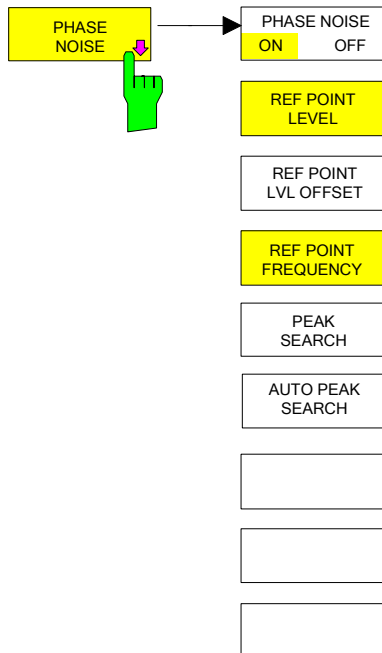 PHASE
NOISE
PHASE NOISE
ON OFF
REF POINT
LEVEL
REF POINT
LVL OFFSET
REF POINT
FREQUENCY
PEAK
SEARCH
AUTO PEAK
SEARCH